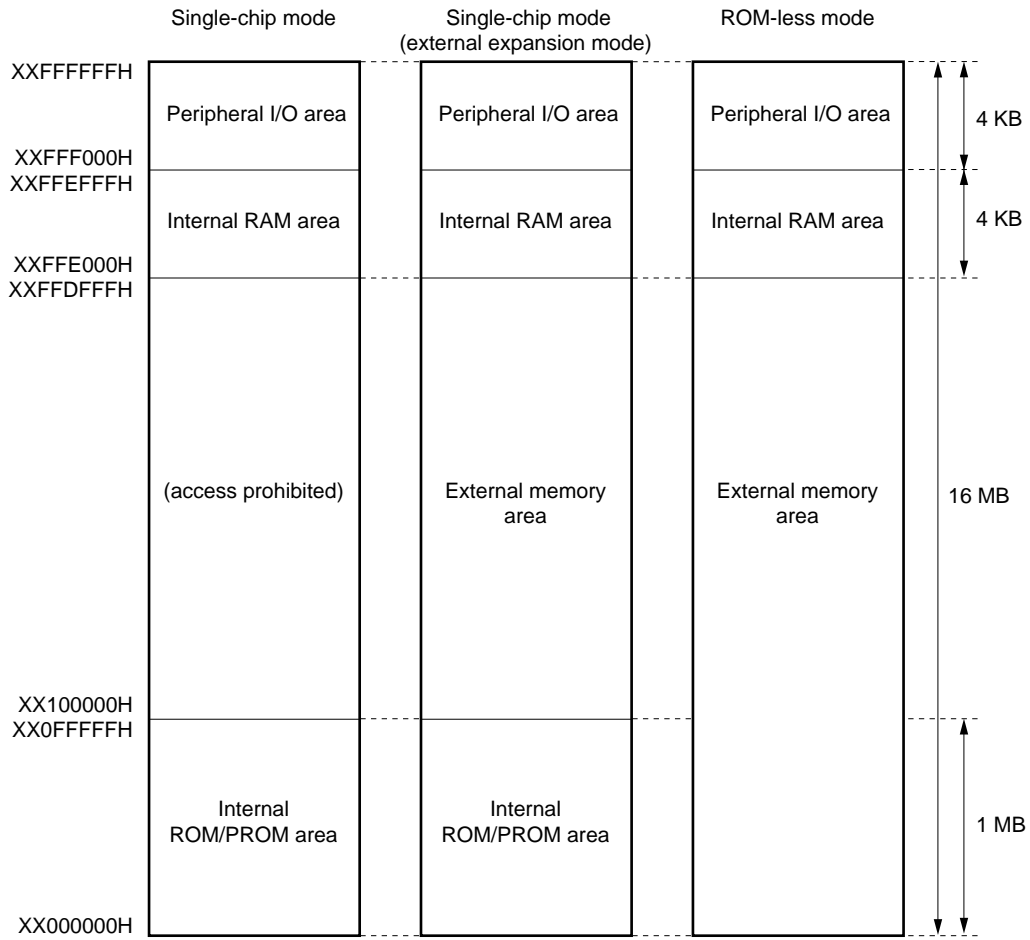 Single-chip mode
Single-chip mode
(external expansion mode)
ROM-less mode
XXFFFFFFH
Peripheral I/O area
Peripheral I/O area
Peripheral I/O area
4 KB
XXFFF000H
XXFFEFFFH
Internal RAM area
Internal RAM area
Internal RAM area
4 KB
XXFFE000H
XXFFDFFFH
(access prohibited)
External memory
area
External memory
area
16 MB
XX100000H
XX0FFFFFH
Internal
ROM/PROM area
Internal
ROM/PROM area
1 MB
XX000000H